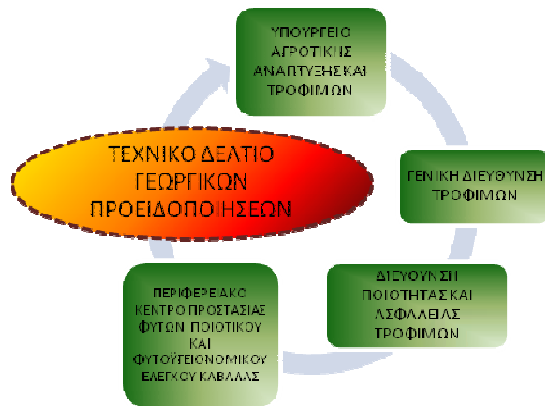 ΥΠΟΥΡΓΕΙΟ
ΑΓΡΟΤΙΚΗΣ
ΑΝΑΠΤΥΞΗΣ ΚΑΙ
ΤΡΟΦΙΜΩΝ
ΓΕΝΙΚΗ ΔΙΕΥΘΥΝΣΗ
ΤΡΟΦΙΜΩΝ
ΔΙΕΥΘΥΝΣΗ
ΠΟΙΟΤΗΤΑΣ ΚΑΙ
ΑΣΦΑΛΕΙΑΣ
ΤΡΟΦΙΜΩΝ
ΠΕΡΙΦΕΡΕΙΑΚΟ
ΚΕΝΤΡΟ ΠΡΟΣΤΑΣΙΑΣ
ΦΥΤΩΝ ΠΟΙΟΤΙΚΟΥ
ΚΑΙ
ΦΥΤΟΫΓΕΙΟΝΟΜΙΚΟΥ
ΕΛΕΓΧΟΥ ΚΑΒΑΛΑΣ
ΤΕΧΝΙΚΟ ΔΕΛΤΙΟ
ΓΕΩΡΓΙΚΩΝ
ΠΡΟΕΙΔΟΠΟΙΗΣΕΩΝ